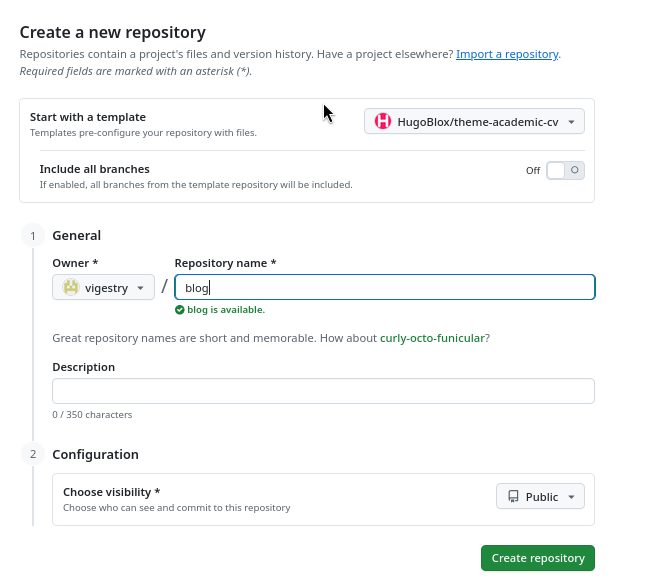 Create a new repository
Repositories contain a project's files and version history. Have a project elsewhere? Import a repository.
Required fields are marked with an asterisk (*).
Start with a template
Templates pre-configure your repository with files.
HugoBlox/theme-academic-cv
Include all branches
If enabled, all branches from the template repository will be included.
Off
1 General
Owner *
Repository name *
vigestry / blog
blog is available.
Great repository names are short and memorable. How about curly-octo-funicular?
Description
0 / 350 characters
2 Configuration
Choose visibility *
Choose who can see and commit to this repository
Public
Create repository